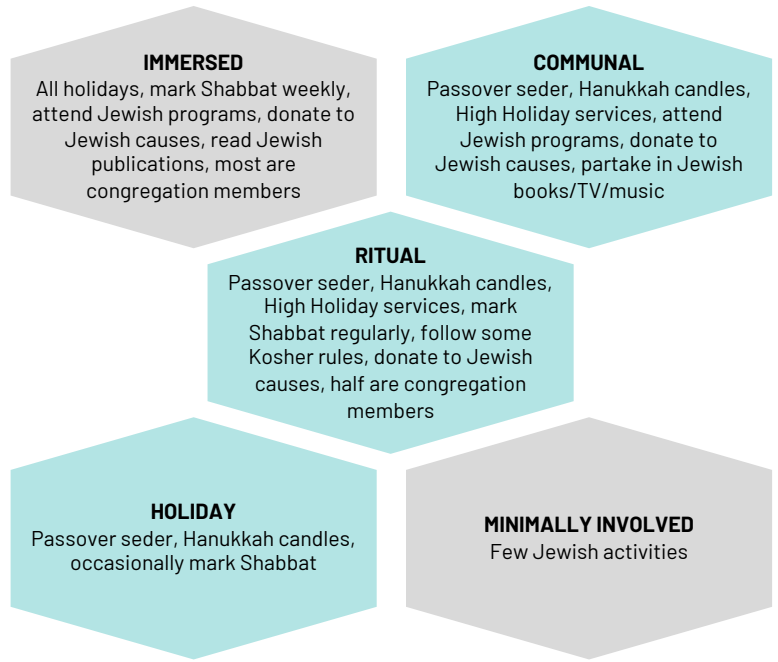 IMMERSED
All holidays, mark Shabbat weekly,
attend Jewish programs, donate to
Jewish causes, read Jewish
publications, most are
congregation members
COMMUNAL
Passover seder, Hanukkah candles,
High Holiday services, attend
Jewish programs, donate to
Jewish causes, partake in Jewish
books/TV/music
RITUAL
Passover seder, Hanukkah candles,
High Holiday services, mark
Shabbat regularly, follow some
Kosher rules, donate to Jewish
causes, half are congregation
members
HOLIDAY
Passover seder, Hanukkah candles,
occasionally mark Shabbat
MINIMALLY INVOLVED
Few Jewish activities